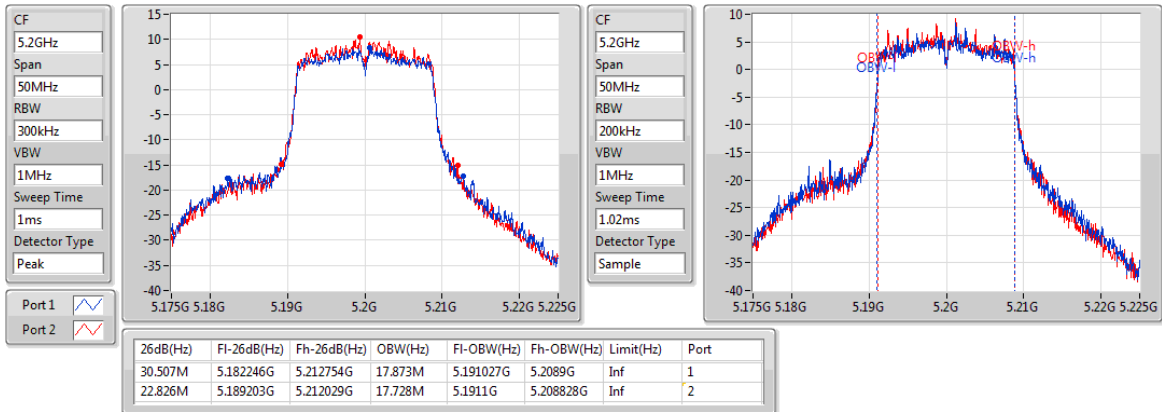 CF
5.2GHz
Span
50MHz
RBW
300kHz
VBW
1MHz
Sweep Time
1ms
Detector Type
Peak
Port 1
Port 2
15
10
5
0
-5
-10
-15
-20
-25
-30
-35
-40
5.175G 5.18G 5.19G 5.2G 5.21G 5.22G 5.225G
CF
5.2GHz
Span
50MHz
RBW
200kHz
VBW
1MHz
Sweep Time
1.02ms
Detector Type
Sample
10
5
0
-5
-10
-15
-20
-25
-30
-35
-40
OBW-h
OBW-l
OBW-h
5.175G 5.18G 5.19G 5.2G 5.21G 5.22G 5.225G
26dB(Hz) Fl-26dB(Hz) Fh-26dB(Hz) OBW(Hz) Fl-OBW(Hz) Fh-OBW(Hz) Limit(Hz) Port
30.507M 5.182246G 5.212754G 17.873M 5.191027G 5.2089G Inf 1
22.826M 5.189203G 5.212029G 17.728M 5.1911G 5.208828G Inf 2